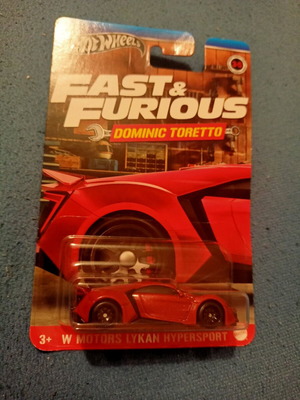 Hot Wheels
FAST &
FURIOUS
DOMINIC TORETTO
3+ W MOTORS LYKAN HYPERSPORT